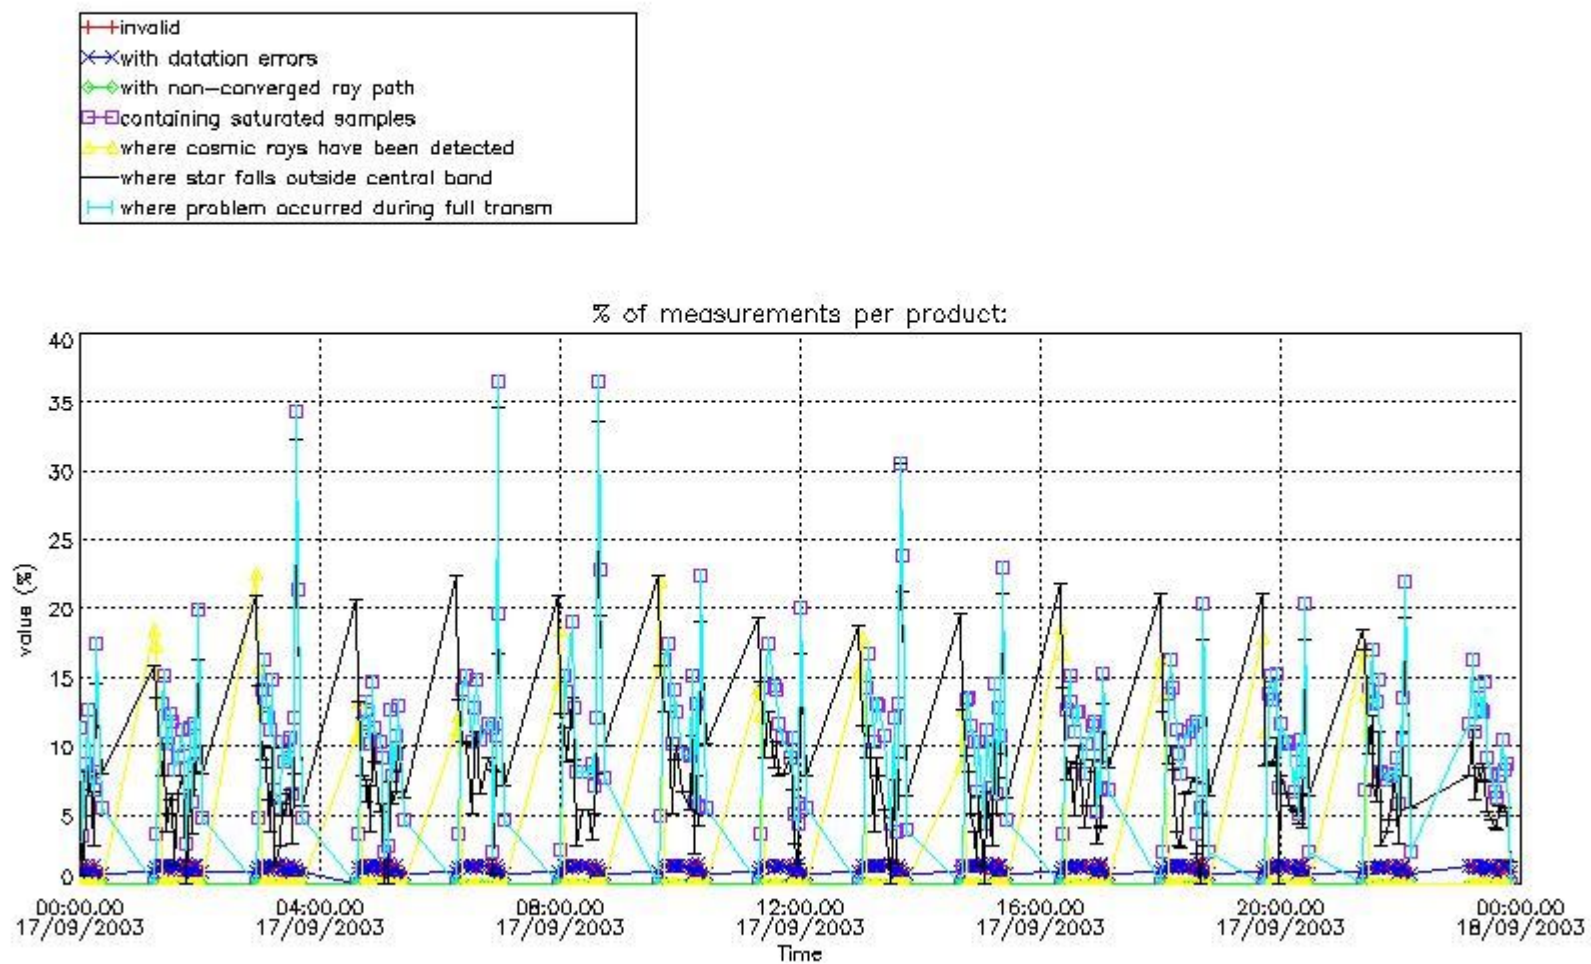 invalid
with datation errors
with non-converged ray path
containing saturated samples
where cosmic rays have been detected
where star falls outside central band
where problem occurred during full transm
% of measurements per product:
40
35
30
25
20
15
10
5
0
value (%)
00:00:00 04:00:00 08:00:00 12:00:00 16:00:00 20:00:00 00:00:00
17/09/2003 17/09/2003 17/09/2003 17/09/2003 17/09/2003 17/09/2003 18/09/2003
Time